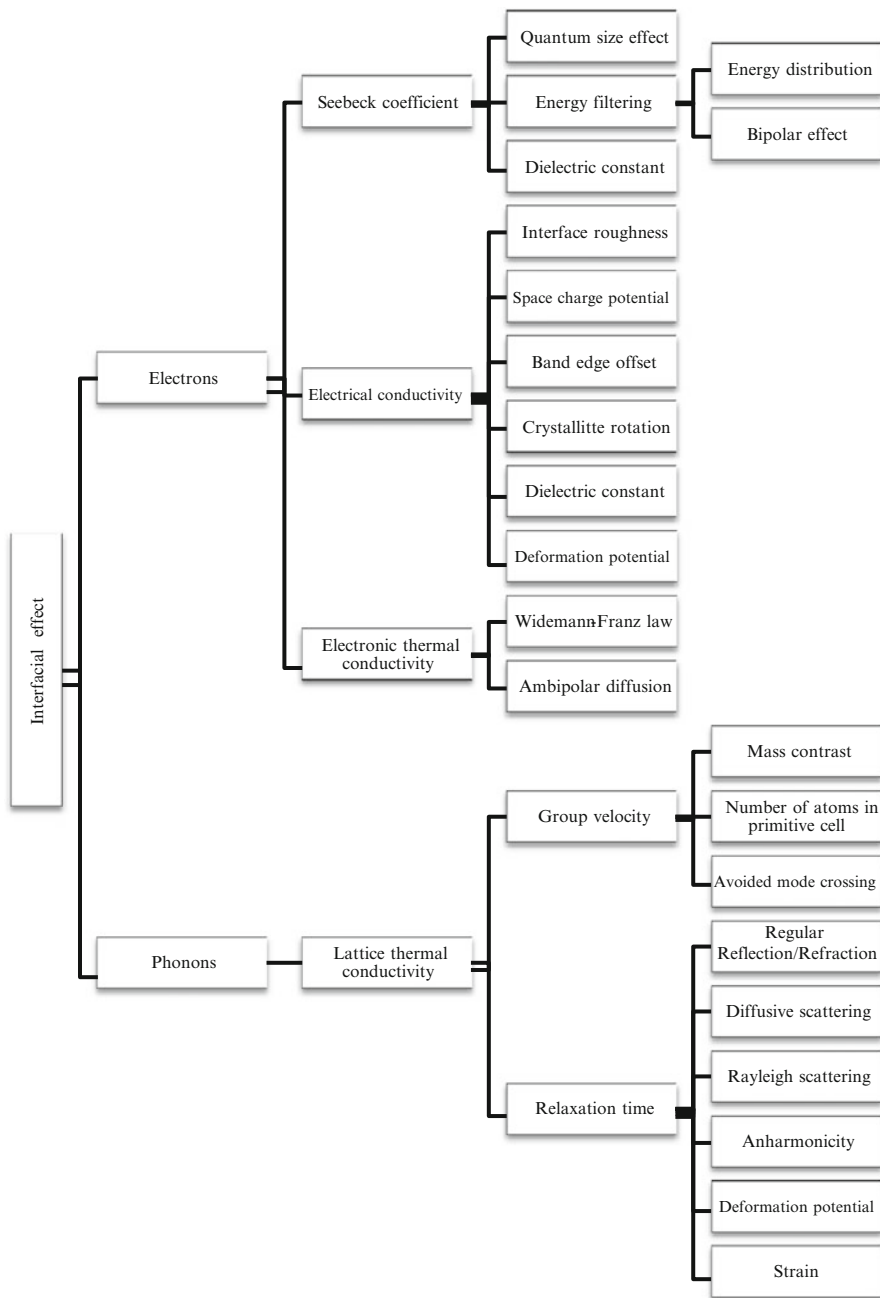 Interfacial effect
Electrons
Seebeck coefficient
Quantum size effect
Energy filtering
Energy distribution
Bipolar effect
Dielectric constant
Electrical conductivity
Interface roughness
Space charge potential
Band edge offset
Crystallitte rotation
Dielectric constant
Deformation potential
Electronic thermal
conductivity
Widemann-Franz law
Ambipolar diffusion
Phonons
Lattice thermal
conductivity
Group velocity
Mass contrast
Number of atoms in
primitive cell
Avoided mode crossing
Relaxation time
Regular
Reflection/Refraction
Diffusive scattering
Rayleigh scattering
Anharmonicity
Deformation potential
Strain